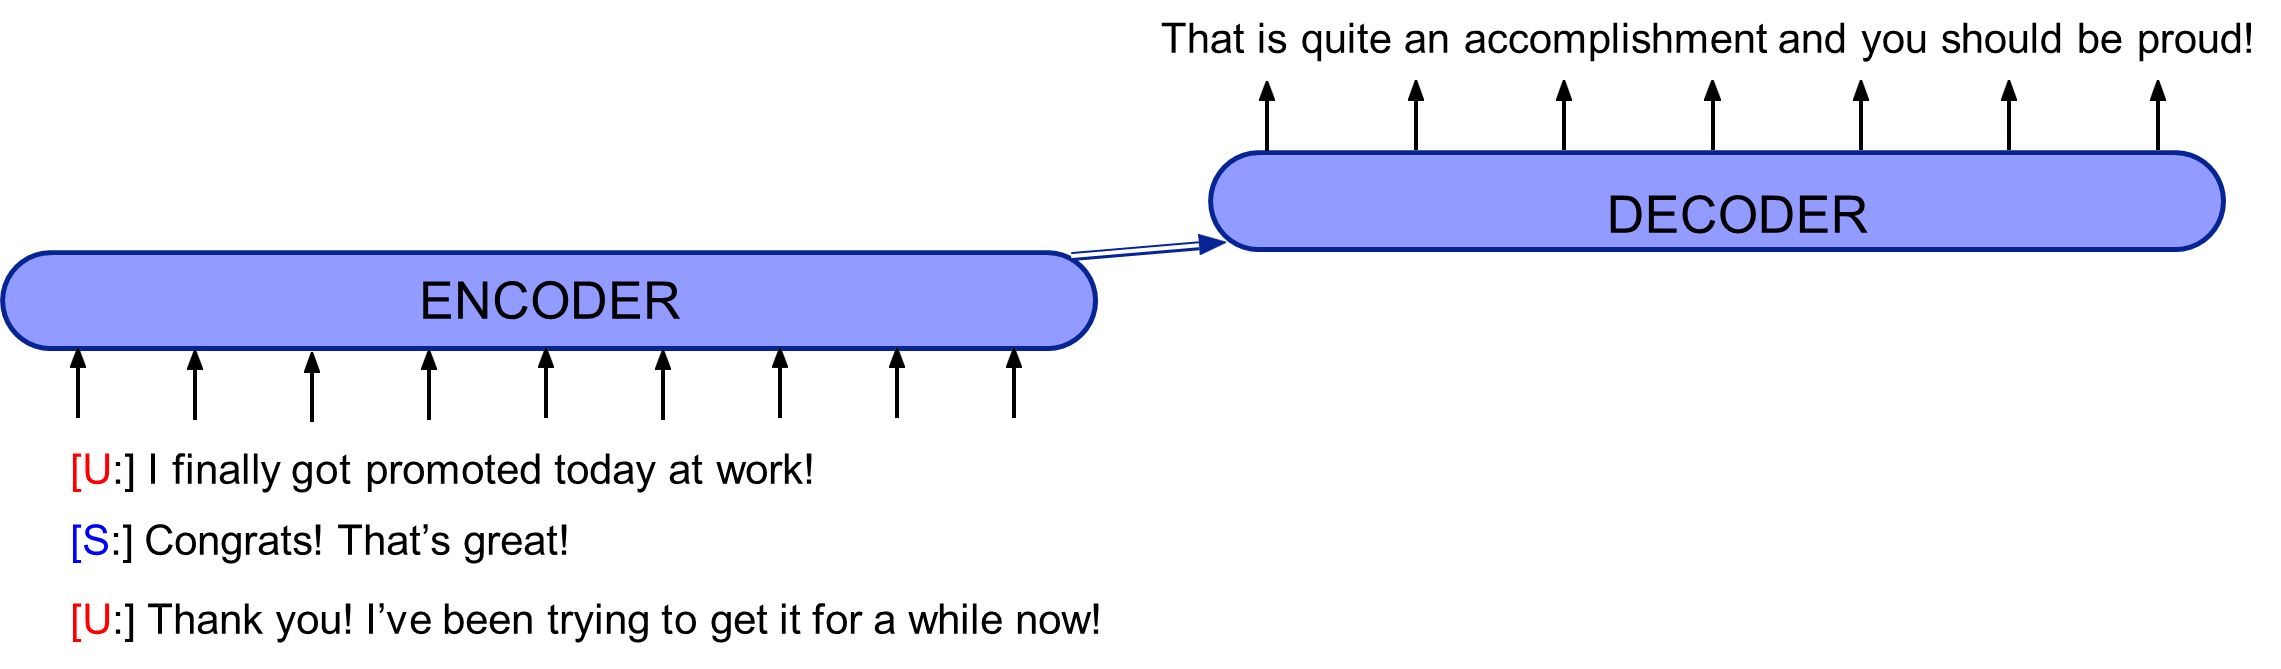 That is quite an accomplishment and you should be proud!
DECODER
ENCODER
[U:] I finally got promoted today at work!
[S:] Congrats! That’s great!
[U:] Thank you! I’ve been trying to get it for a while now!